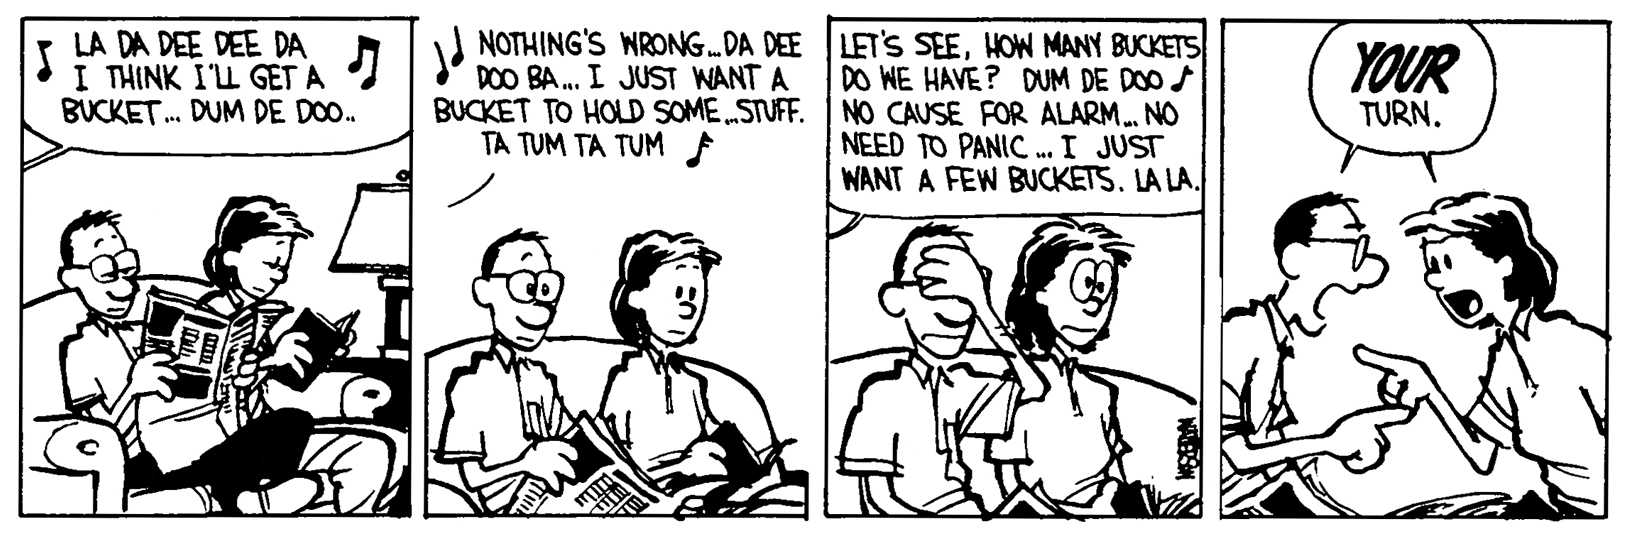 LA DA DEE DEE DA
I THINK I'LL GET A
BUCKET... DUM DE DOO..
NOTHING'S WRONG...DA DEE
DOO BA... I JUST WANT A
BUCKET TO HOLD SOME...STUFF.
TA TUM TA TUM
LET'S SEE, HOW MANY BUCKETS
DO WE HAVE? DUM DE DOO
NO CAUSE FOR ALARM... NO
NEED TO PANIC... I JUST
WANT A FEW BUCKETS. LA LA.
WATTERSON
YOUR
TURN.